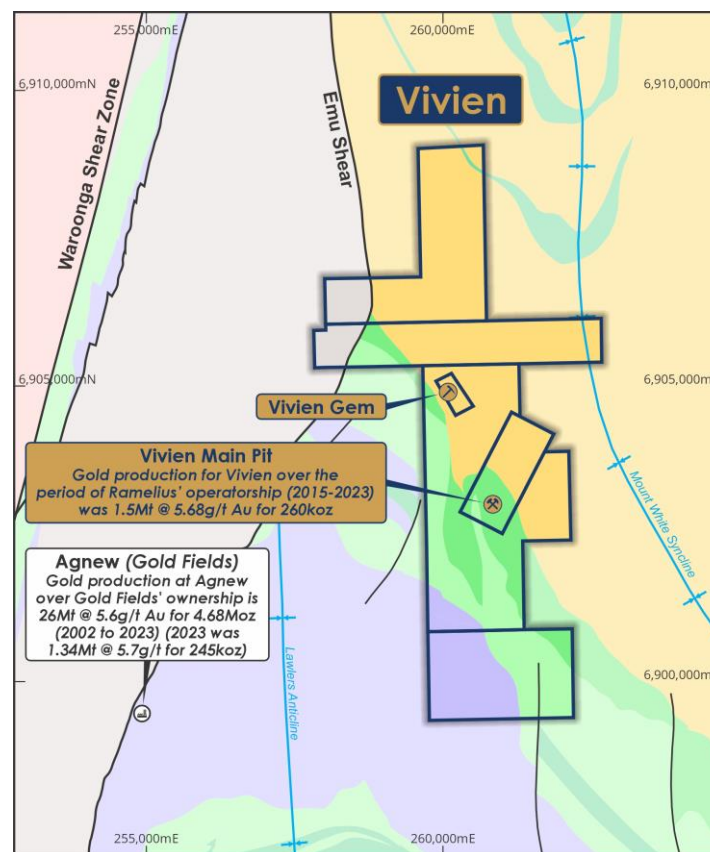 255,000mE
260,000mE
6,910,000mN
6,910,000m
Vivien
Waroonga Shear Zone
Emu Shear
6,905,000mN
6,905,000m
Vivien Gem
Vivien Main Pit
Gold production for Vivien over the
period of Ramelius' operatorship (2015-2023)
was 1.5Mt @ 5.68g/t Au for 260koz
Mount White Syncline
Agnew (Gold Fields)
Gold production at Agnew
over Gold Fields' ownership is
26Mt @ 5.6g/t Au for 4.68Moz
(2002 to 2023) (2023 was
1.34Mt @ 5.7g/t for 245koz)
Lawlers Anticline
6,900,000m
255,000mE
260,000mE